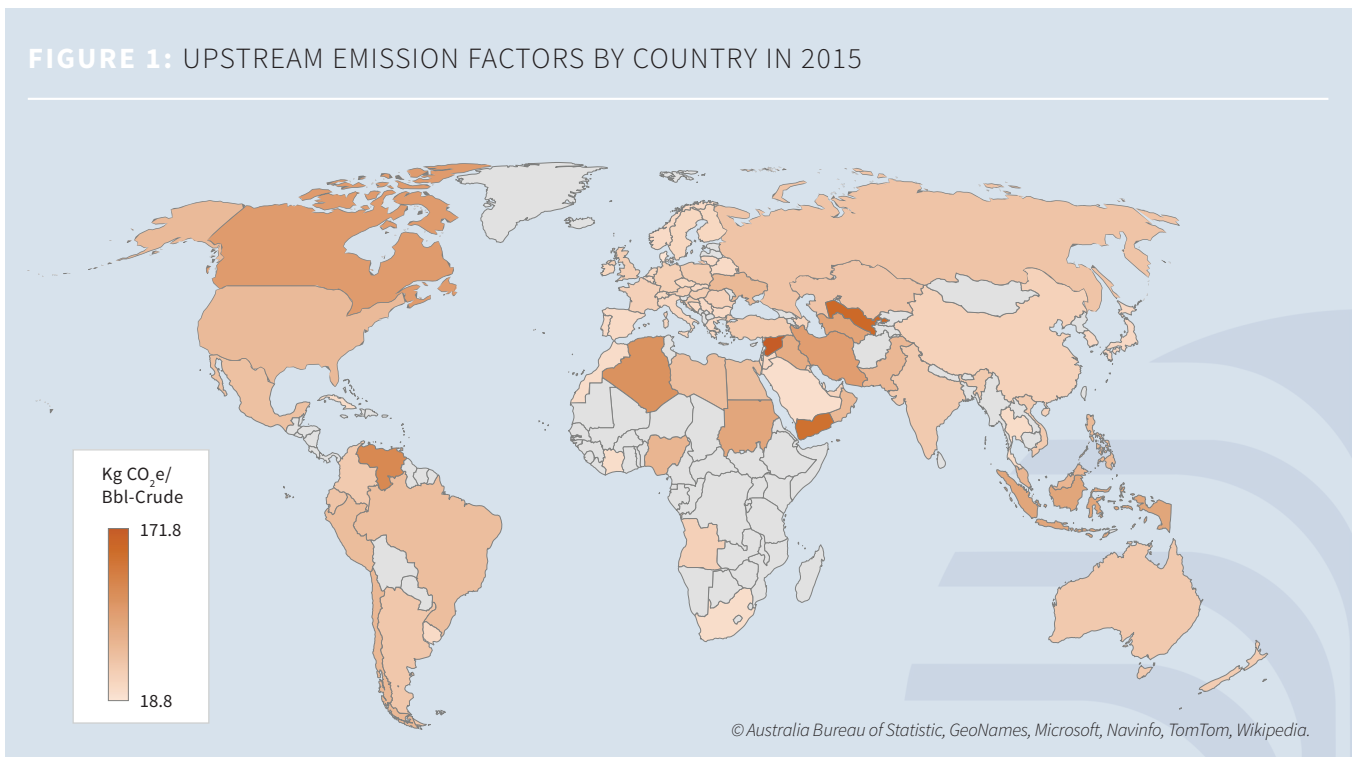 FIGURE 1: UPSTREAM EMISSION FACTORS BY COUNTRY IN 2015
Kg CO₂e/
Bbl-Crude
171.8
18.8
© Australia Bureau of Statistic, GeoNames, Microsoft, Navinfo, TomTom, Wikipedia.